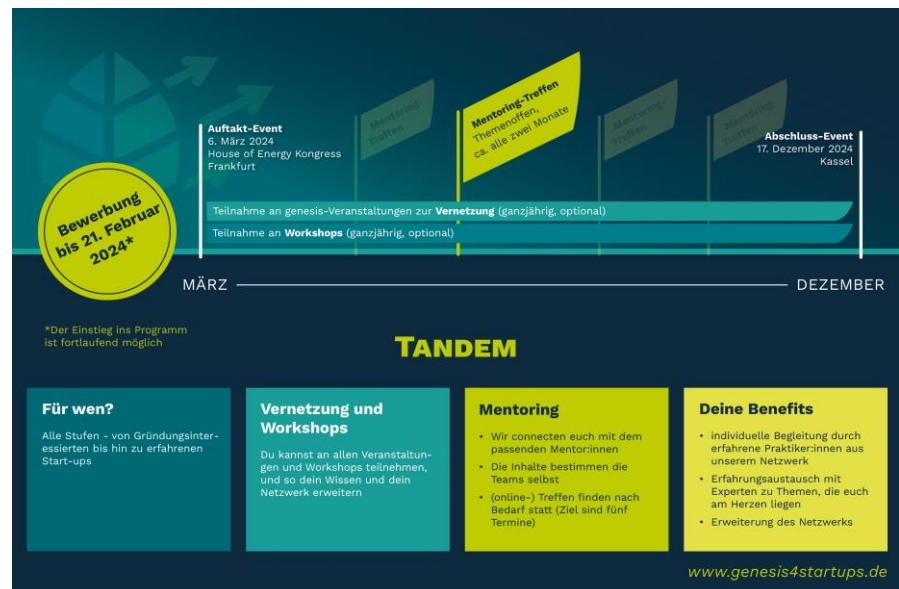 Auftakt-Event
6. März 2024
House of Energy Kongress
Frankfurt
Mentoring-
Treffen
Mentoring-Treffen
Themenoffen,
ca. alle zwei Monate
Mentoring-
Treffen
Mentoring-
Treffen
Abschluss-Event
17. Dezember 2024
Kassel
Bewerbung
bis 21. Februar
2024*
Teilnahme an genesis-Veranstaltungen zur Vernetzung (ganzjährig, optional)
Teilnahme an Workshops (ganzjährig, optional)
MÄRZ
DEZEMBER
*Der Einstieg ins Programm
ist fortlaufend möglich
TANDEM
Für wen?
Alle Stufen - von Gründungsinter-
essierten bis hin zu erfahrenen
Start-ups
Vernetzung und
Workshops
Du kannst an allen Veranstaltun-
gen und Workshops teilnehmen,
und so dein Wissen und dein
Netzwerk erweitern
Mentoring
• Wir connecten euch mit dem
passenden Mentor:innen
• Die Inhalte bestimmen die
Teams selbst
• (online-) Treffen finden nach
Bedarf statt (Ziel sind fünf
Termine)
Deine Benefits
• individuelle Begleitung durch
erfahrene Praktiker:innen aus
unserem Netzwerk
• Erfahrungsaustausch mit
Experten zu Themen, die euch
am Herzen liegen
• Erweiterung des Netzwerks
www.genesis4startups.de